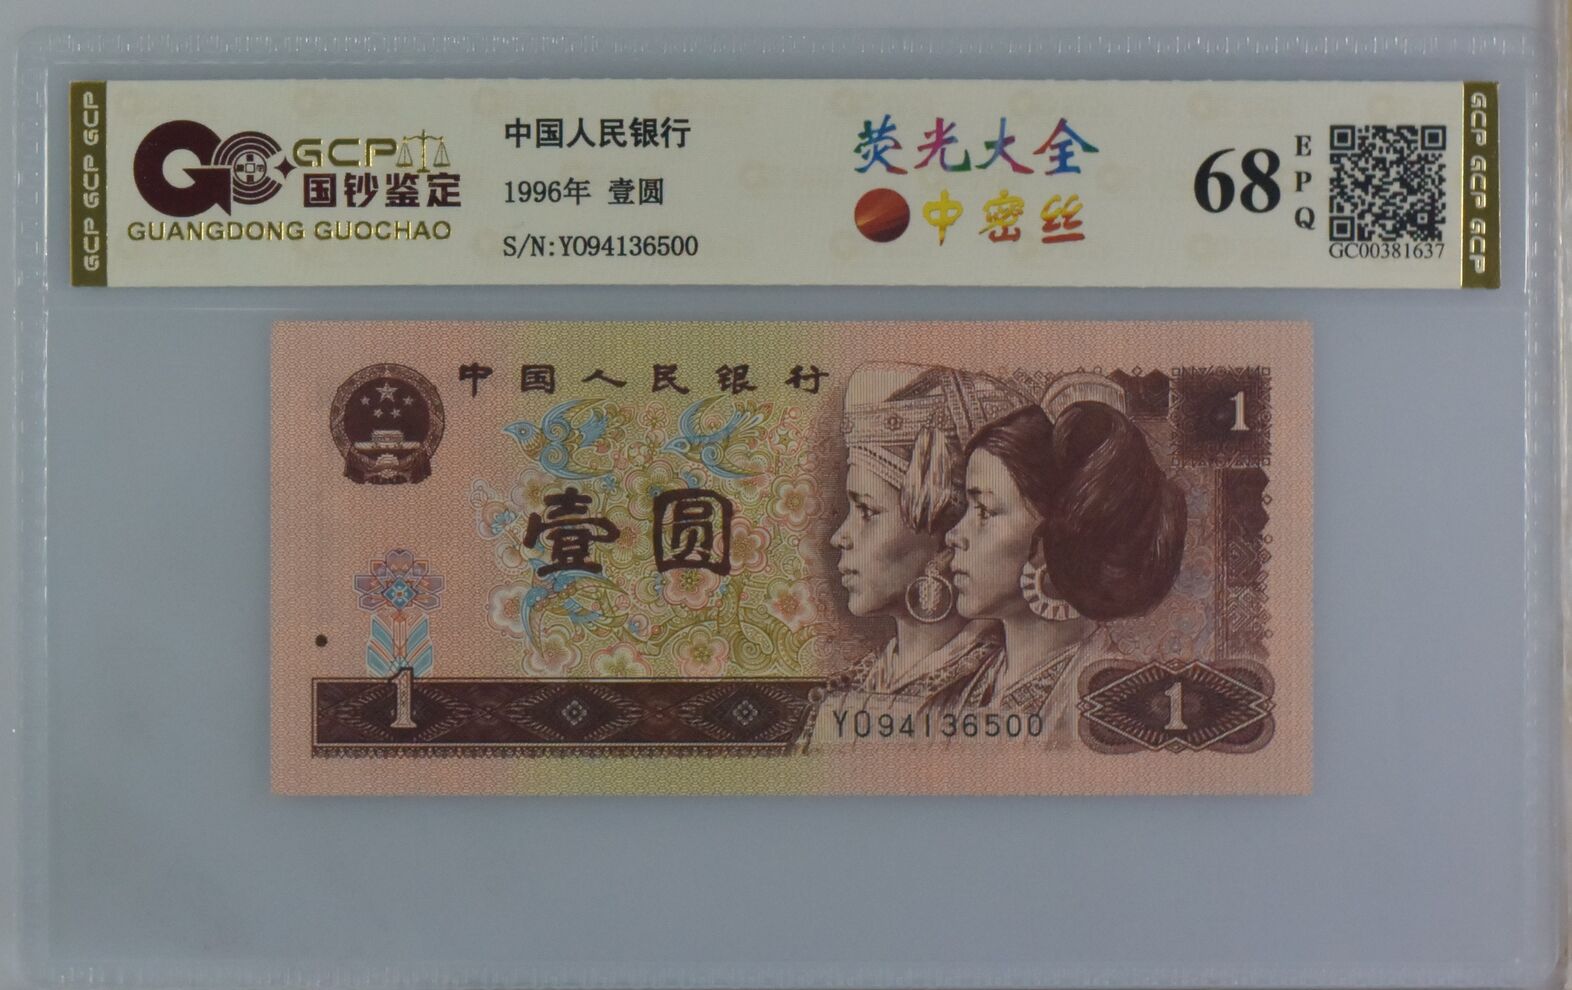 GCP GCP GCP
GC GCP
国钞鉴定
GUANGDONG GUOCHAO
中国人民银行
1996年 壹圆
S/N:Y094136500
荧光大全
中密丝
68
EPQ
GC00381637
GCP GCP GCP
中国人民银行
1
壹圆
1
Y094136500
1